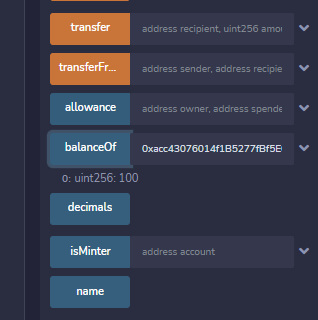 transfer address recipient, uint256 amou
transferFr... address sender, address recipie
allowance address owner, address spende
balanceOf 0xacc43076014f1B5277fBf5E
0: uint256: 100
decimals
isMinter address account
name